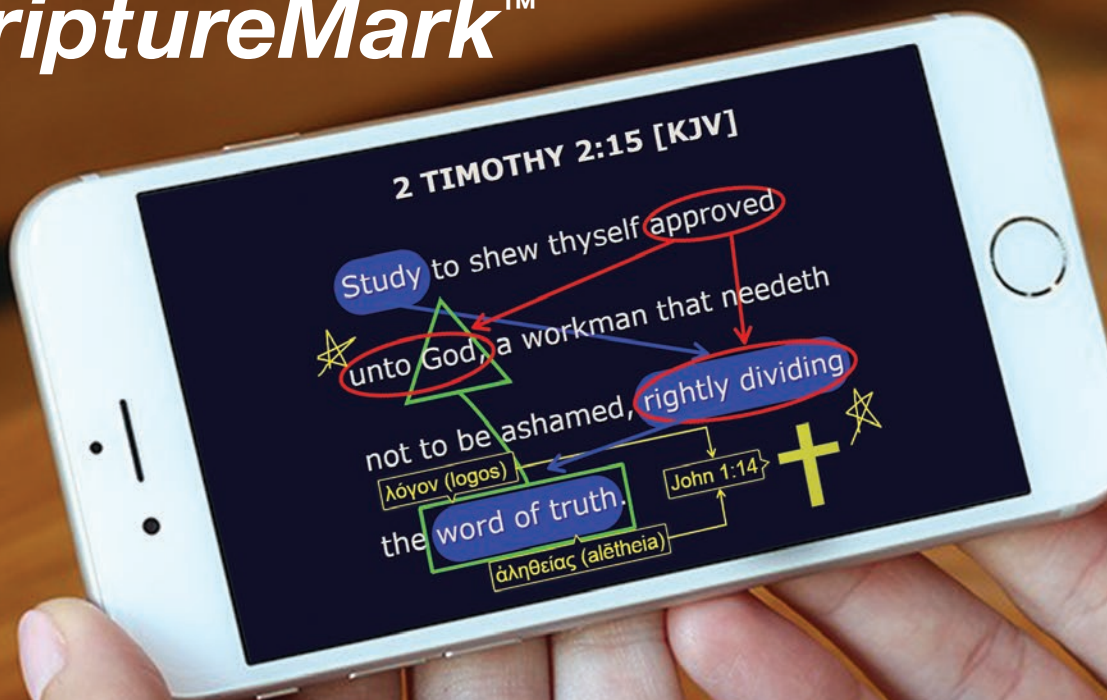 riptureMark™
2 TIMOTHY 2:15 [KJV]
Study to shew thyself approved
unto God, a workman that needeth
not to be ashamed, rightly dividing
λόγον (logos)
John 1:14
the word of truth.
ἀληθείας (alētheia)